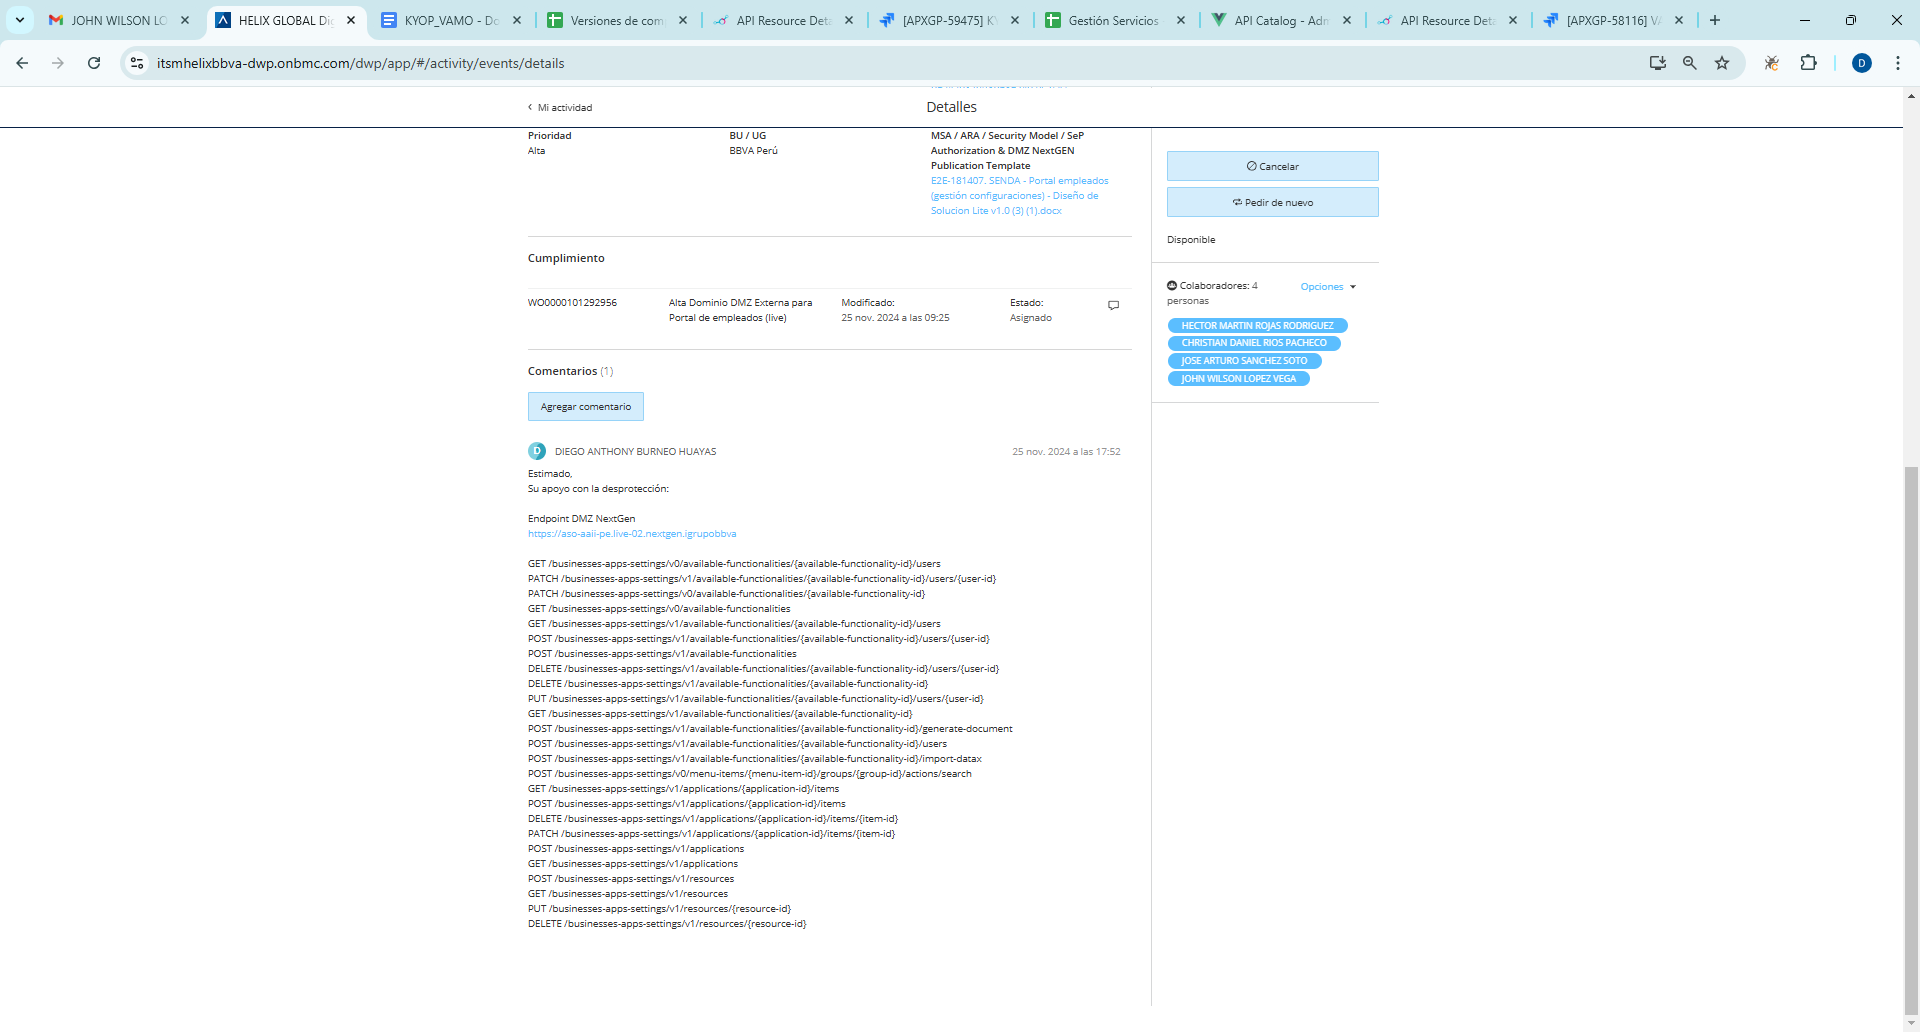 JOHN WILSON LO
HELIX GLOBAL Di
KYOP_VAMO - Do
Versiones de com
API Resource Deta
[APXGP-59475] K
Gestión Servicios
API Catalog - Adm
API Resource Deta
[APXGP-58116] V
itsmhelixbbva-dwp.onbmc.com/dwp/app/#/activity/events/details
D
Mi actividad
Detalles
Prioridad
Alta
BU / UG
BBVA Perú
MSA / ARA / Security Model / SeP
Authorization & DMZ NextGEN
Publication Template
E2E-181407. SENDA - Portal empleados
(gestión configuraciones) - Diseño de
Solucion Lite v1.0 (3) (1).docx
Cancelar
Pedir de nuevo
Disponible
Colaboradores: 4
personas
Opciones
HECTOR MARTIN ROJAS RODRIGUEZ
CHRISTIAN DANIEL RIOS PACHECO
JOSE ARTURO SANCHEZ SOTO
JOHN WILSON LOPEZ VEGA
Cumplimiento
WO0000101292956
Alta Dominio DMZ Externa para
Portal de empleados (live)
Modificado:
25 nov. 2024 a las 09:25
Estado:
Asignado
Comentarios (1)
Agregar comentario
D
DIEGO ANTHONY BURNEO HUAYAS
25 nov. 2024 a las 17:52
Estimado,
Su apoyo con la desprotección:
Endpoint DMZ NextGen
https://aso-aaii-pe.live-02.nextgen.igrupobbva
GET /businesses-apps-settings/v0/available-functionalities/{available-functionality-id}/users
PATCH /businesses-apps-settings/v1/available-functionalities/{available-functionality-id}/users/{user-id}
PATCH /businesses-apps-settings/v0/available-functionalities/{available-functionality-id}
GET /businesses-apps-settings/v0/available-functionalities
GET /businesses-apps-settings/v1/available-functionalities/{available-functionality-id}/users
POST /businesses-apps-settings/v1/available-functionalities/{available-functionality-id}/users/{user-id}
POST /businesses-apps-settings/v1/available-functionalities
DELETE /businesses-apps-settings/v1/available-functionalities/{available-functionality-id}/users/{user-id}
DELETE /businesses-apps-settings/v1/available-functionalities/{available-functionality-id}
PUT /businesses-apps-settings/v1/available-functionalities/{available-functionality-id}/users/{user-id}
GET /businesses-apps-settings/v1/available-functionalities/{available-functionality-id}
POST /businesses-apps-settings/v1/available-functionalities/{available-functionality-id}/generate-document
POST /businesses-apps-settings/v1/available-functionalities/{available-functionality-id}/users
POST /businesses-apps-settings/v1/available-functionalities/{available-functionality-id}/import-datax
POST /businesses-apps-settings/v0/menu-items/{menu-item-id}/groups/{group-id}/actions/search
GET /businesses-apps-settings/v1/applications/{application-id}/items
POST /businesses-apps-settings/v1/applications/{application-id}/items
DELETE /businesses-apps-settings/v1/applications/{application-id}/items/{item-id}
PATCH /businesses-apps-settings/v1/applications/{application-id}/items/{item-id}
POST /businesses-apps-settings/v1/applications
GET /businesses-apps-settings/v1/applications
POST /businesses-apps-settings/v1/resources
GET /businesses-apps-settings/v1/resources
PUT /businesses-apps-settings/v1/resources/{resource-id}
DELETE /businesses-apps-settings/v1/resources/{resource-id}